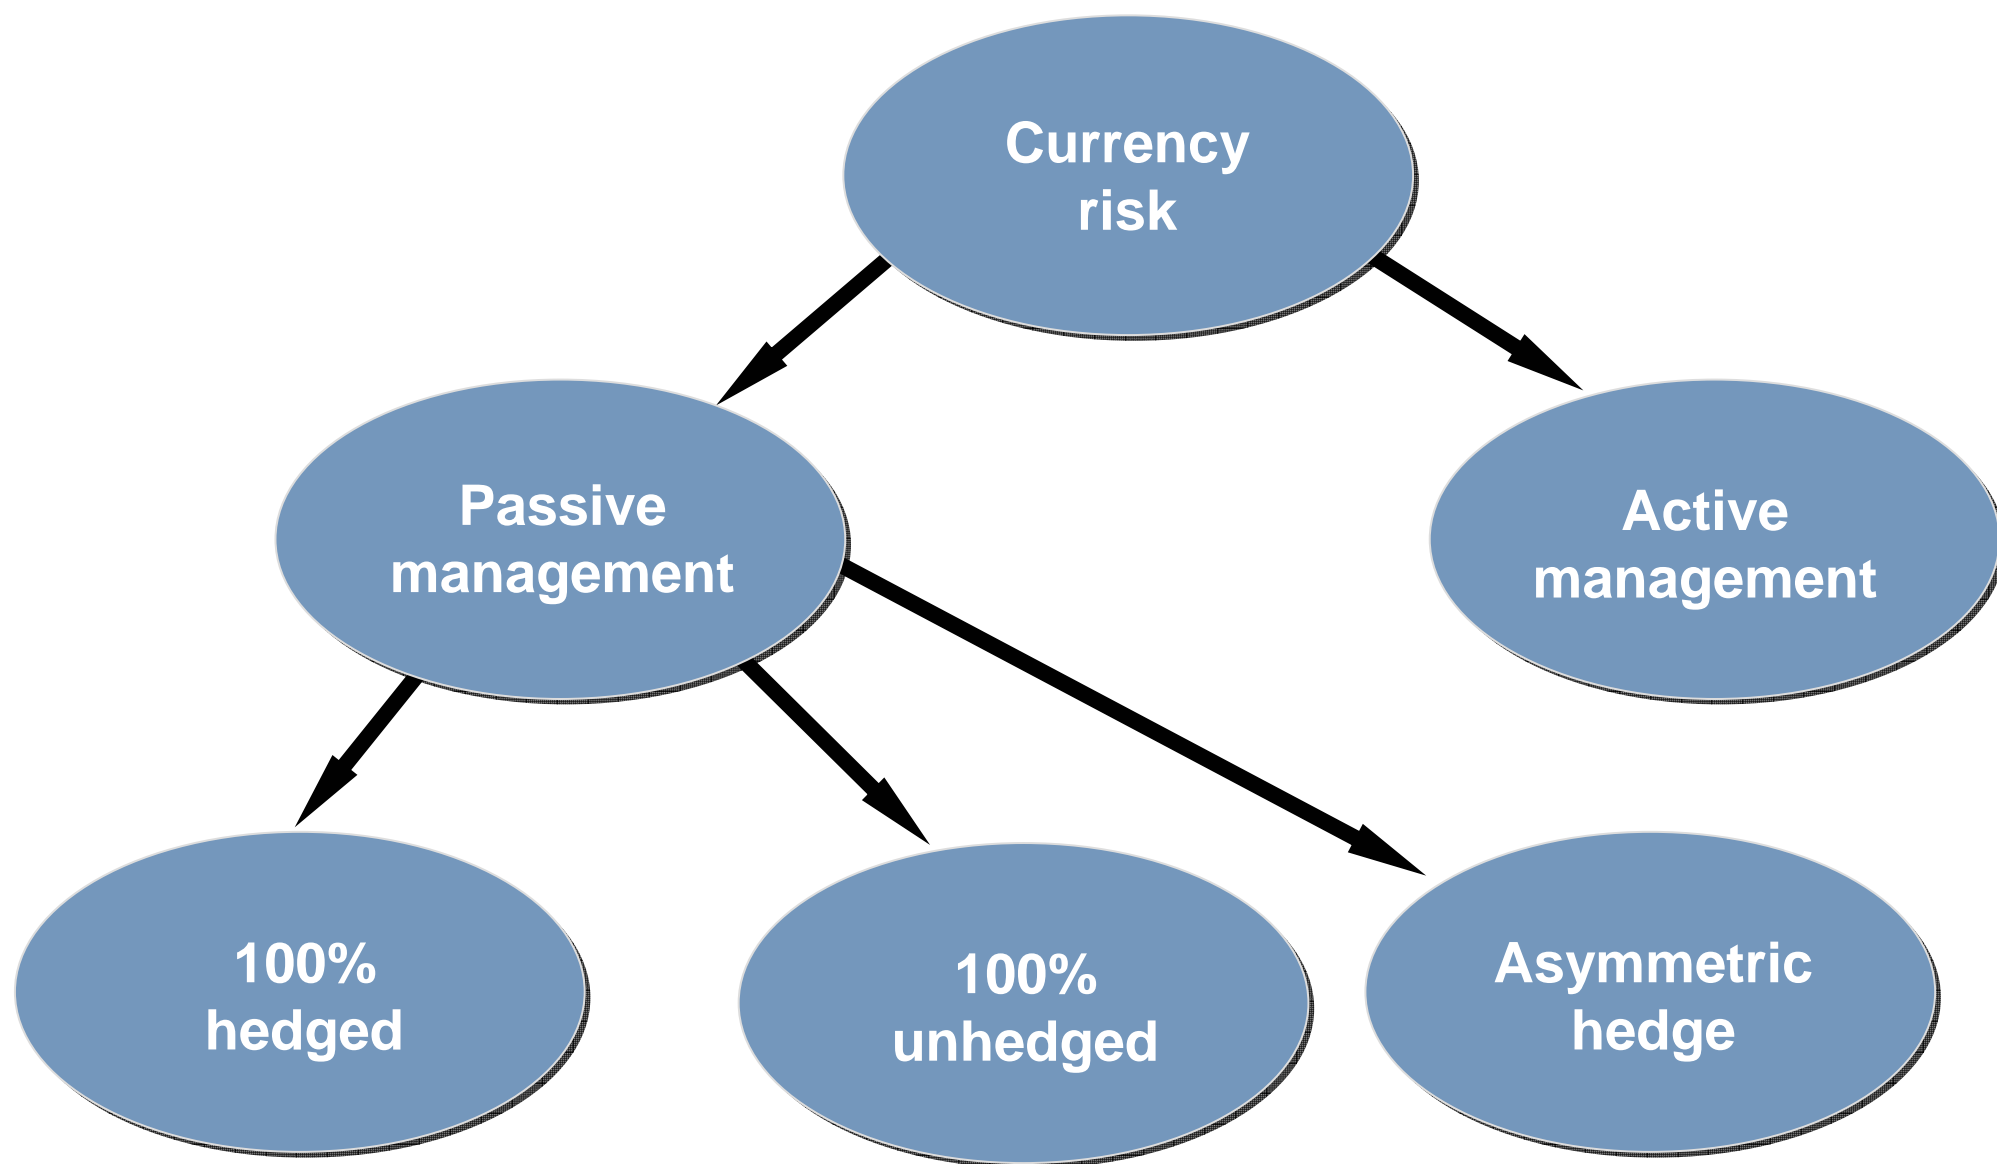 Currency
risk
Passive
management
Active
management
100%
hedged
100%
unhedged
Asymmetric
hedge